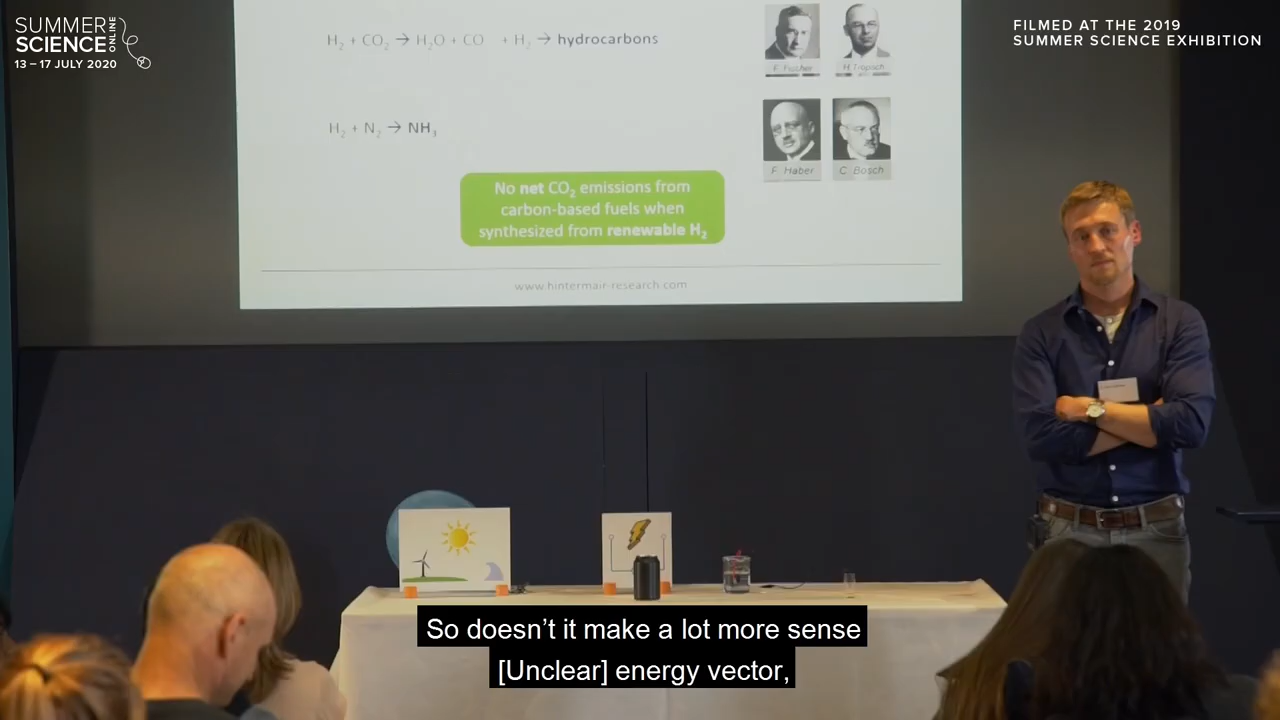 SUMMER
SCIENCE
ONLINE
13 – 17 JULY 2020
FILMED AT THE 2019
SUMMER SCIENCE EXHIBITION
H₂ + CO₂ → H₂O + CO + H₂ → hydrocarbons
F. Fischer
H.Tropsch
H₂ + N₂ → NH₃
F. Haber
C. Bosch
No net CO₂ emissions from
carbon-based fuels when
synthesized from renewable H₂
www.hintermair-research.com
So doesn’t it make a lot more sense
[Unclear] energy vector,